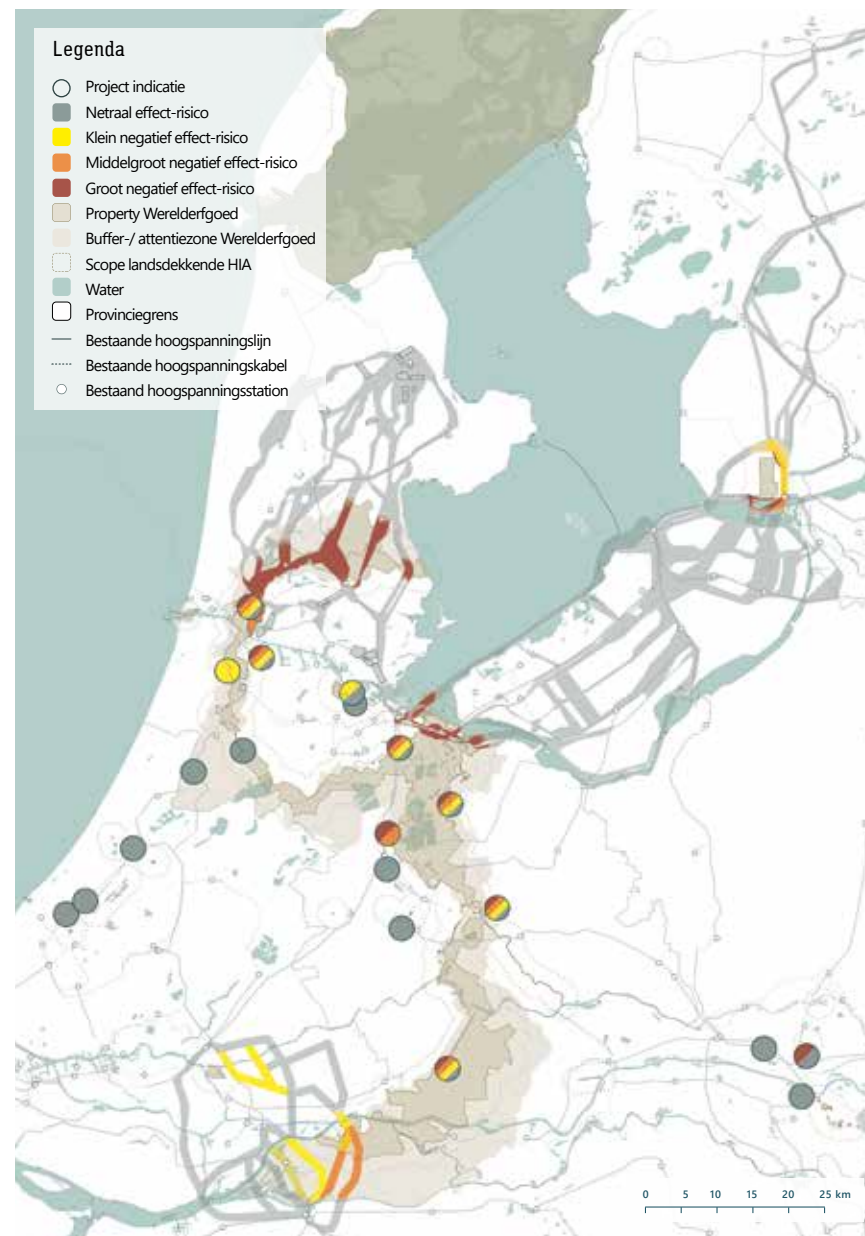 Legenda
Project indicatie
Netraal effect-risico
Klein negatief effect-risico
Middelgroot negatief effect-risico
Groot negatief effect-risico
Property Werelderfgoed
Buffer-/ attentiezone Werelderfgoed
Scope landsdekkende HIA
Water
Provinciegrens
Bestaande hoogspanningslijn
Bestaande hoogspanningskabel
Bestaand hoogspanningsstation
0 5 10 15 20 25 km